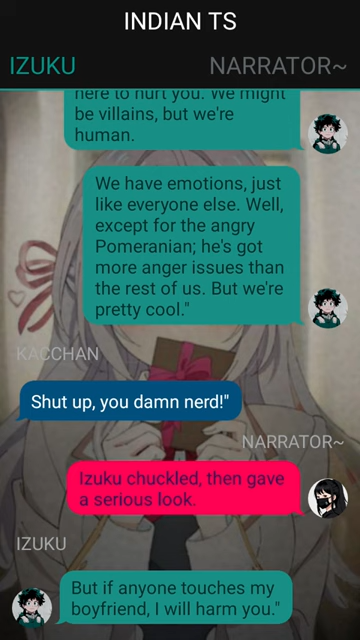 INDIAN TS
IZUKU
NARRATOR~
here to hurt you. We might
be villains, but we're
human.
We have emotions, just
like everyone else. Well,
except for the angry
Pomeranian; he's got
more anger issues than
the rest of us. But we're
pretty cool."
KACCHAN
Shut up, you damn nerd!"
NARRATOR~
Izuku chuckled, then gave
a serious look.
IZUKU
But if anyone touches my
boyfriend, I will harm you."